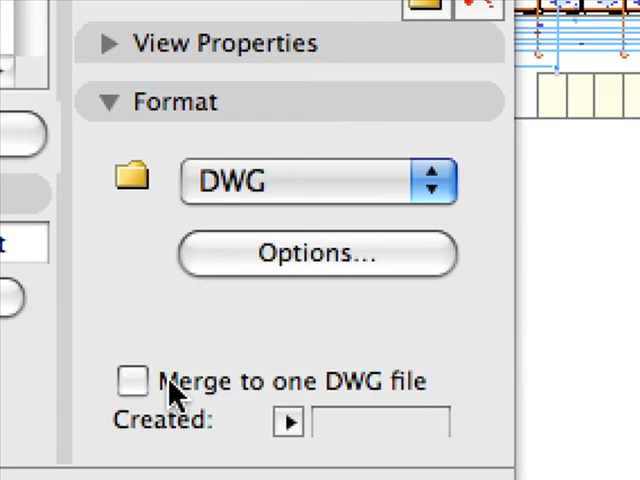 View Properties
Format
DWG
Options...
t
Merge to one DWG file
Created: